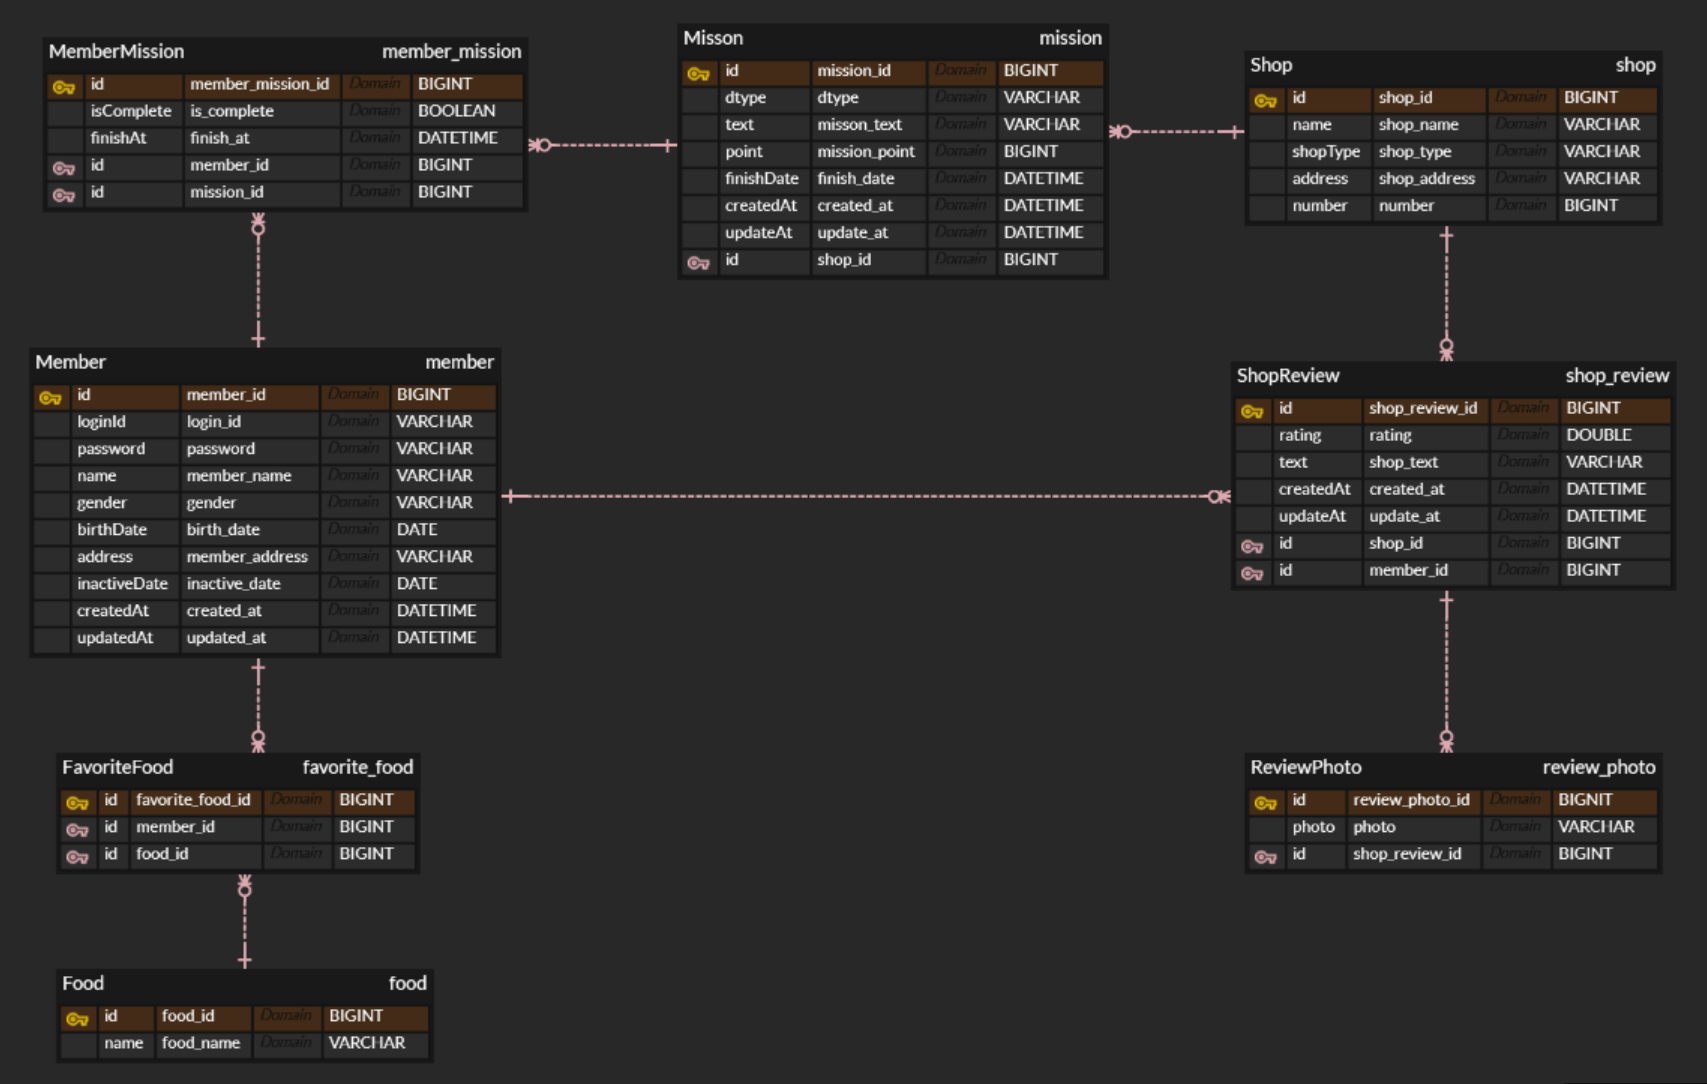 MemberMission member_mission
id member_mission_id Domain BIGINT
isComplete is_complete Domain BOOLEAN
finishAt finish_at Domain DATETIME
id member_id Domain BIGINT
id mission_id Domain BIGINT
Misson mission
id mission_id Domain BIGINT
dtype dtype Domain VARCHAR
text misson_text Domain VARCHAR
point mission_point Domain BIGINT
finishDate finish_date Domain DATETIME
createdAt created_at Domain DATETIME
updateAt update_at Domain DATETIME
id shop_id Domain BIGINT
Shop shop
id shop_id Domain BIGINT
name shop_name Domain VARCHAR
shopType shop_type Domain VARCHAR
address shop_address Domain VARCHAR
number number Domain BIGINT
Member member
id member_id Domain BIGINT
loginId login_id Domain VARCHAR
password password Domain VARCHAR
name member_name Domain VARCHAR
gender gender Domain VARCHAR
birthDate birth_date Domain DATE
address member_address Domain VARCHAR
inactiveDate inactive_date Domain DATE
createdAt created_at Domain DATETIME
updatedAt updated_at Domain DATETIME
ShopReview shop_review
id shop_review_id Domain BIGINT
rating rating Domain DOUBLE
text shop_text Domain VARCHAR
createdAt created_at Domain DATETIME
updateAt update_at Domain DATETIME
id shop_id Domain BIGINT
id member_id Domain BIGINT
FavoriteFood favorite_food
id favorite_food_id Domain BIGINT
id member_id Domain BIGINT
id food_id Domain BIGINT
ReviewPhoto review_photo
id review_photo_id Domain BIGNIT
photo photo Domain VARCHAR
id shop_review_id Domain BIGINT
Food food
id food_id Domain BIGINT
name food_name Domain VARCHAR